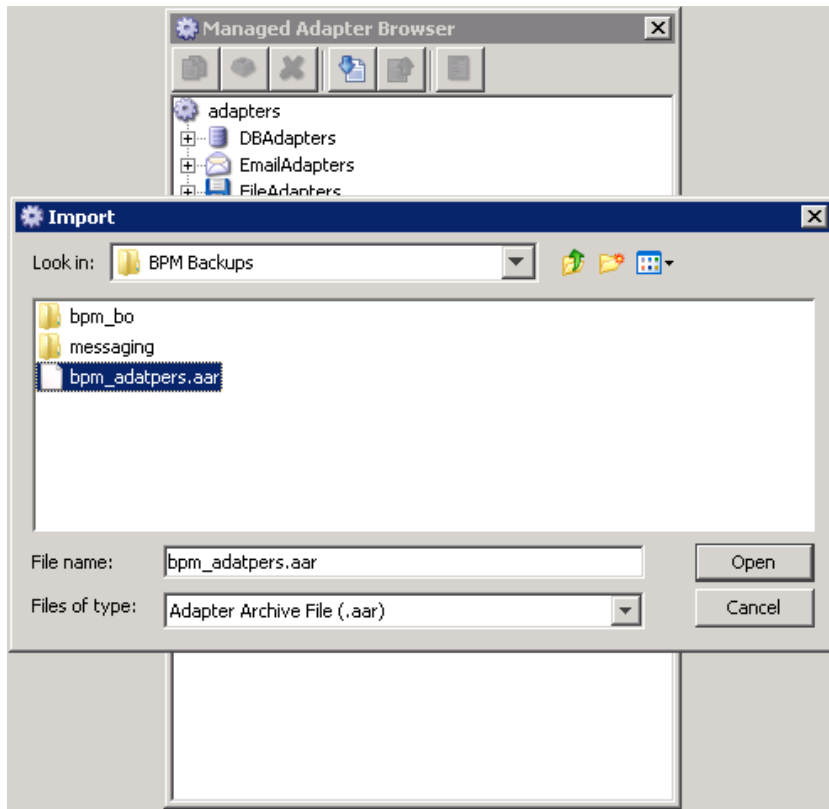 Managed Adapter Browser
adapters
DBAdapters
EmailAdapters
FileAdapters
Import
Look in: BPM Backups
bpm_bo
messaging
bpm_adatpers.aar
File name: bpm_adatpers.aar Open
Files of type: Adapter Archive File (.aar) Cancel